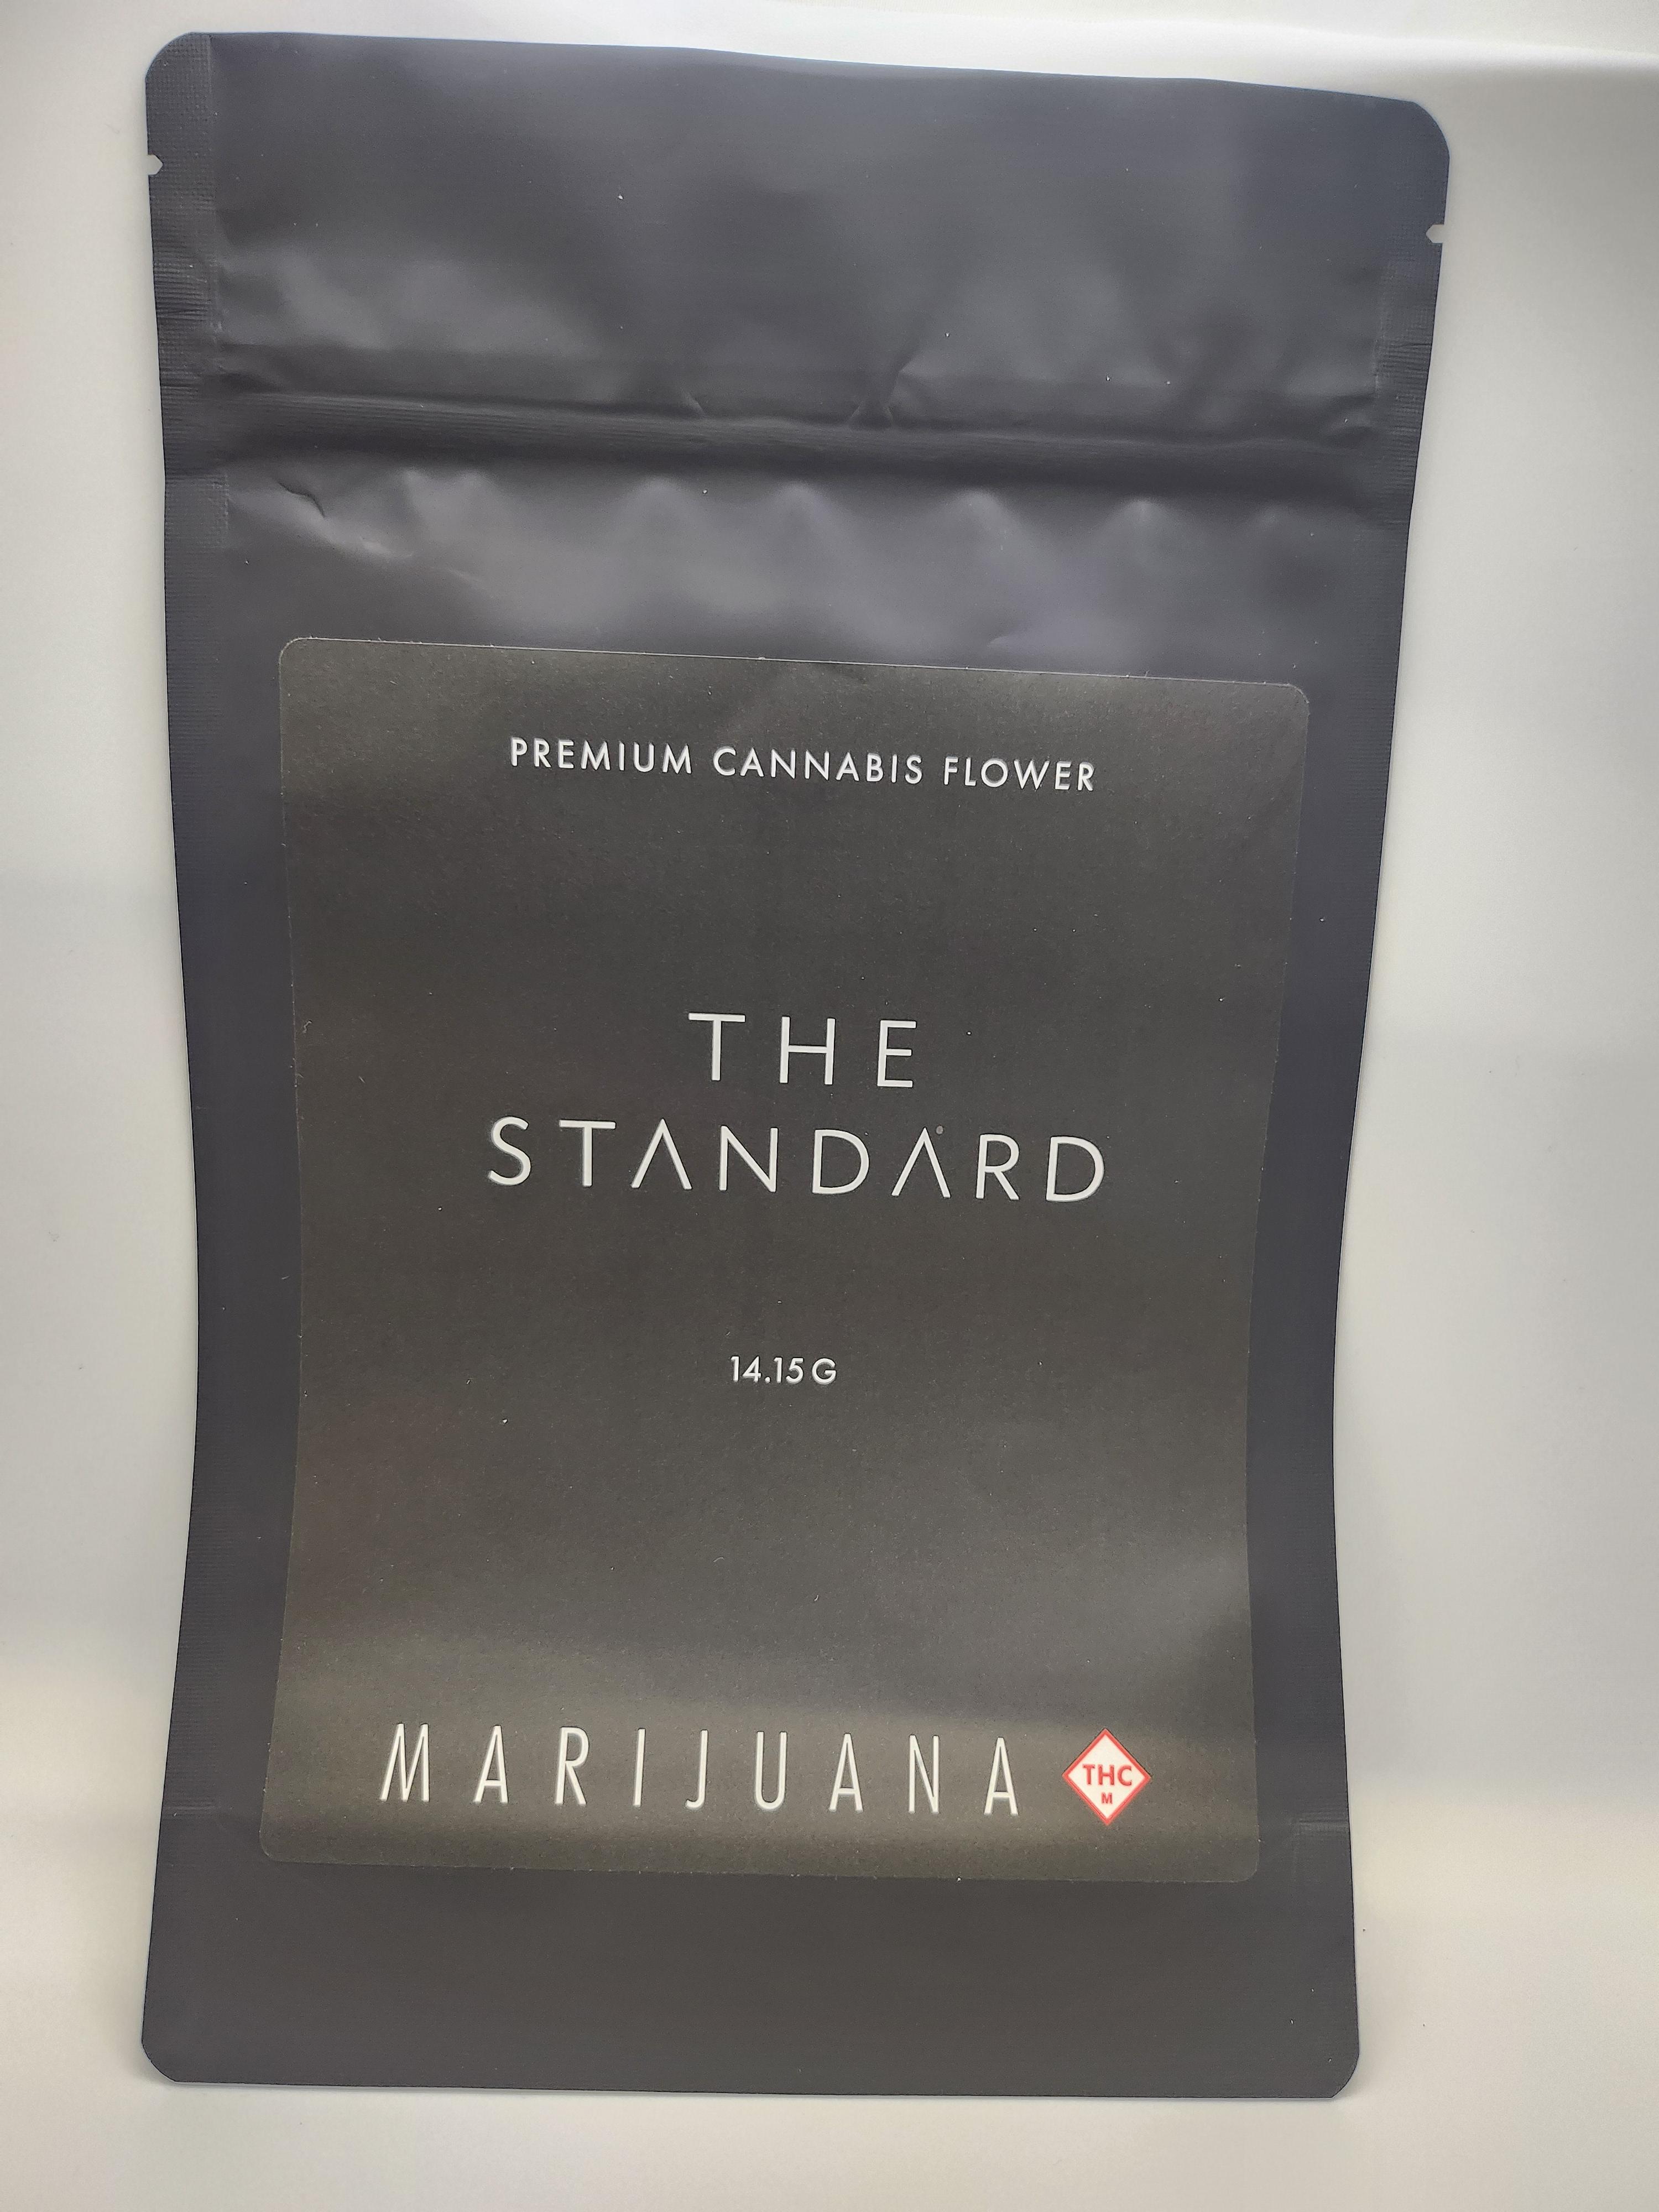 PREMIUM CANNABIS FLOWER
THE
STANDARD
14.15 G
MARIJUANA
THC
M